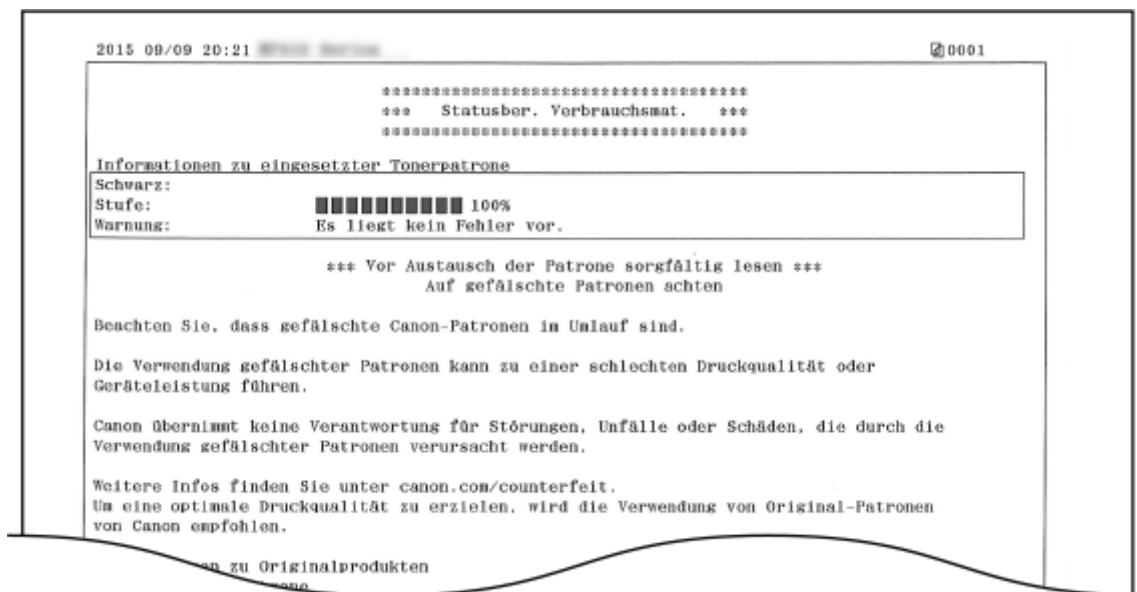 2015 09/09 20:21 0001
************************************
*** Statusber. Verbrauchsmat. ***
************************************
Informationen zu eingesetzter Tonerpatrone
Schwarz:
Stufe: 100%
Warnung: Es liegt kein Fehler vor.
*** Vor Austausch der Patrone sorgfältig lesen ***
Auf gefälschte Patronen achten
Beachten Sie, dass gefälschte Canon-Patronen im Umlauf sind.
Die Verwendung gefälschter Patronen kann zu einer schlechten Druckqualität oder
Geräteleistung führen.
Canon übernimmt keine Verantwortung für Störungen, Unfälle oder Schäden, die durch die
Verwendung gefälschter Patronen verursacht werden.
Weitere Infos finden Sie unter canon.com/counterfeit.
Um eine optimale Druckqualität zu erzielen, wird die Verwendung von Original-Patronen
von Canon empfohlen.
zu Originalprodukten